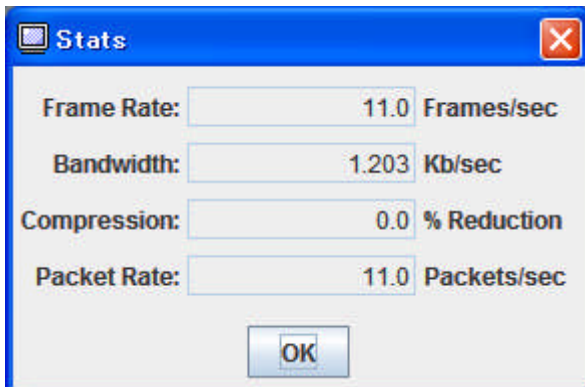 Stats
Frame Rate: 11.0 Frames/sec
Bandwidth: 1.203 Kb/sec
Compression: 0.0 % Reduction
Packet Rate: 11.0 Packets/sec
OK